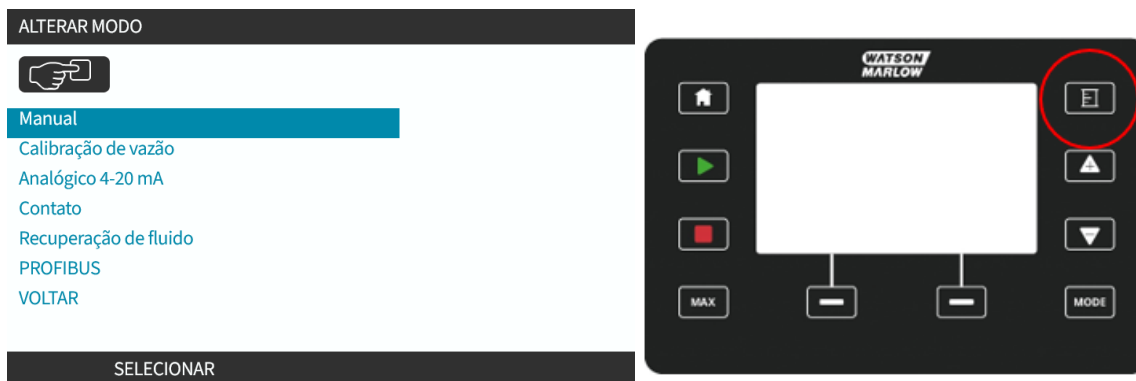 ALTERAR MODO
Manual
Calibração de vazão
Analógico 4-20 mA
Contato
Recuperação de fluido
PROFIBUS
VOLTAR
SELECIONAR
WATSON
MARLOW
MAX
MODE